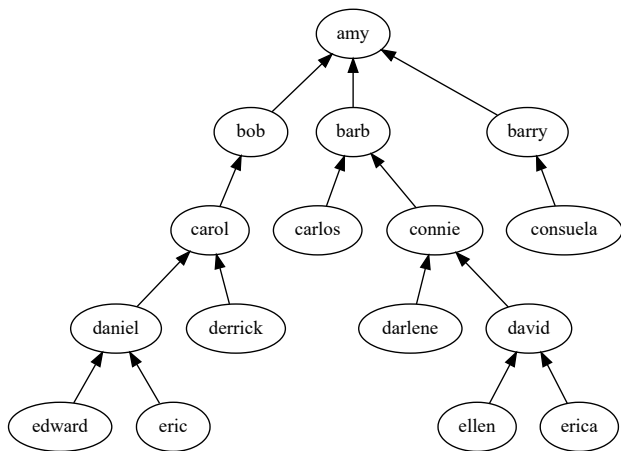 amy
bob barb barry
carol carlos connie consuela
daniel derrick darlene david
edward eric ellen erica